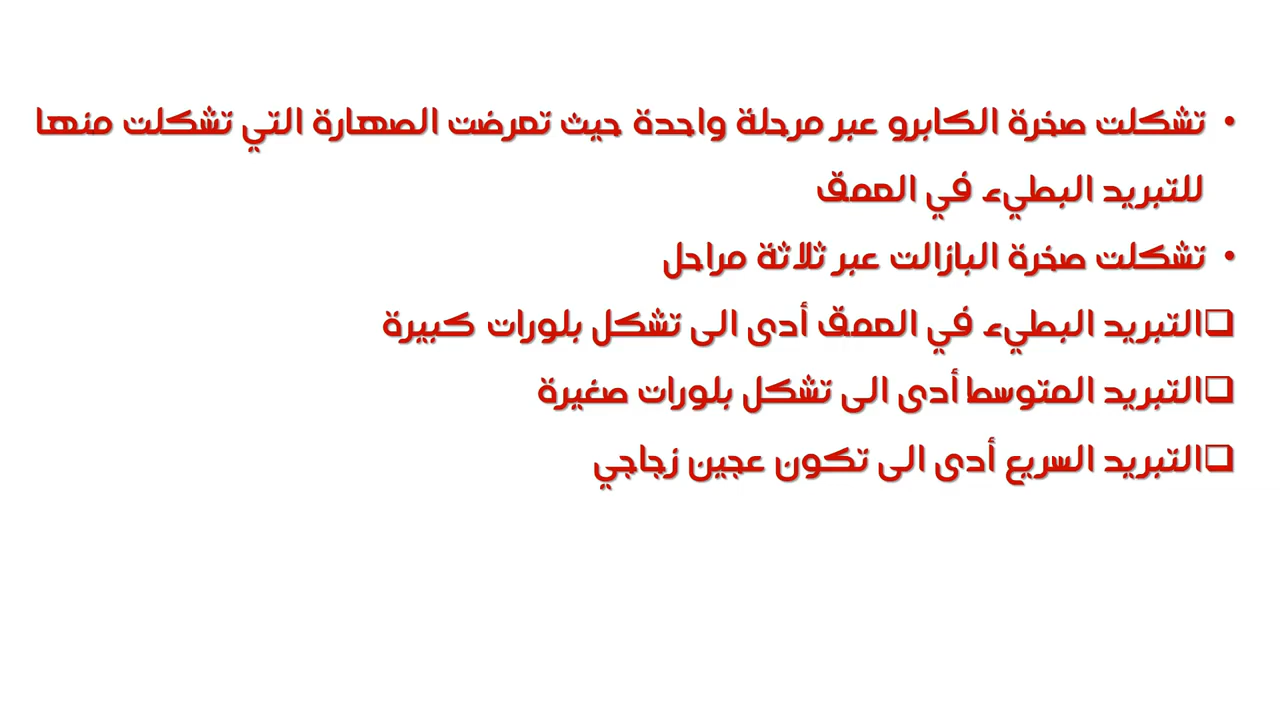 • تشكلت صخرة الكابرو عبر مرحلة واحدة حيث تعرضت الصهارة التي تشكلت منها
للتبريد البطيء في العمق
• تشكلت صخرة البازالت عبر ثلاثة مراحل
❑التبريد البطيء في العمق أدى الى تشكل بلورات كبيرة
❑التبريد المتوسط أدى الى تشكل بلورات صغيرة
❑التبريد السريع أدى الى تكون عجين زجاجي